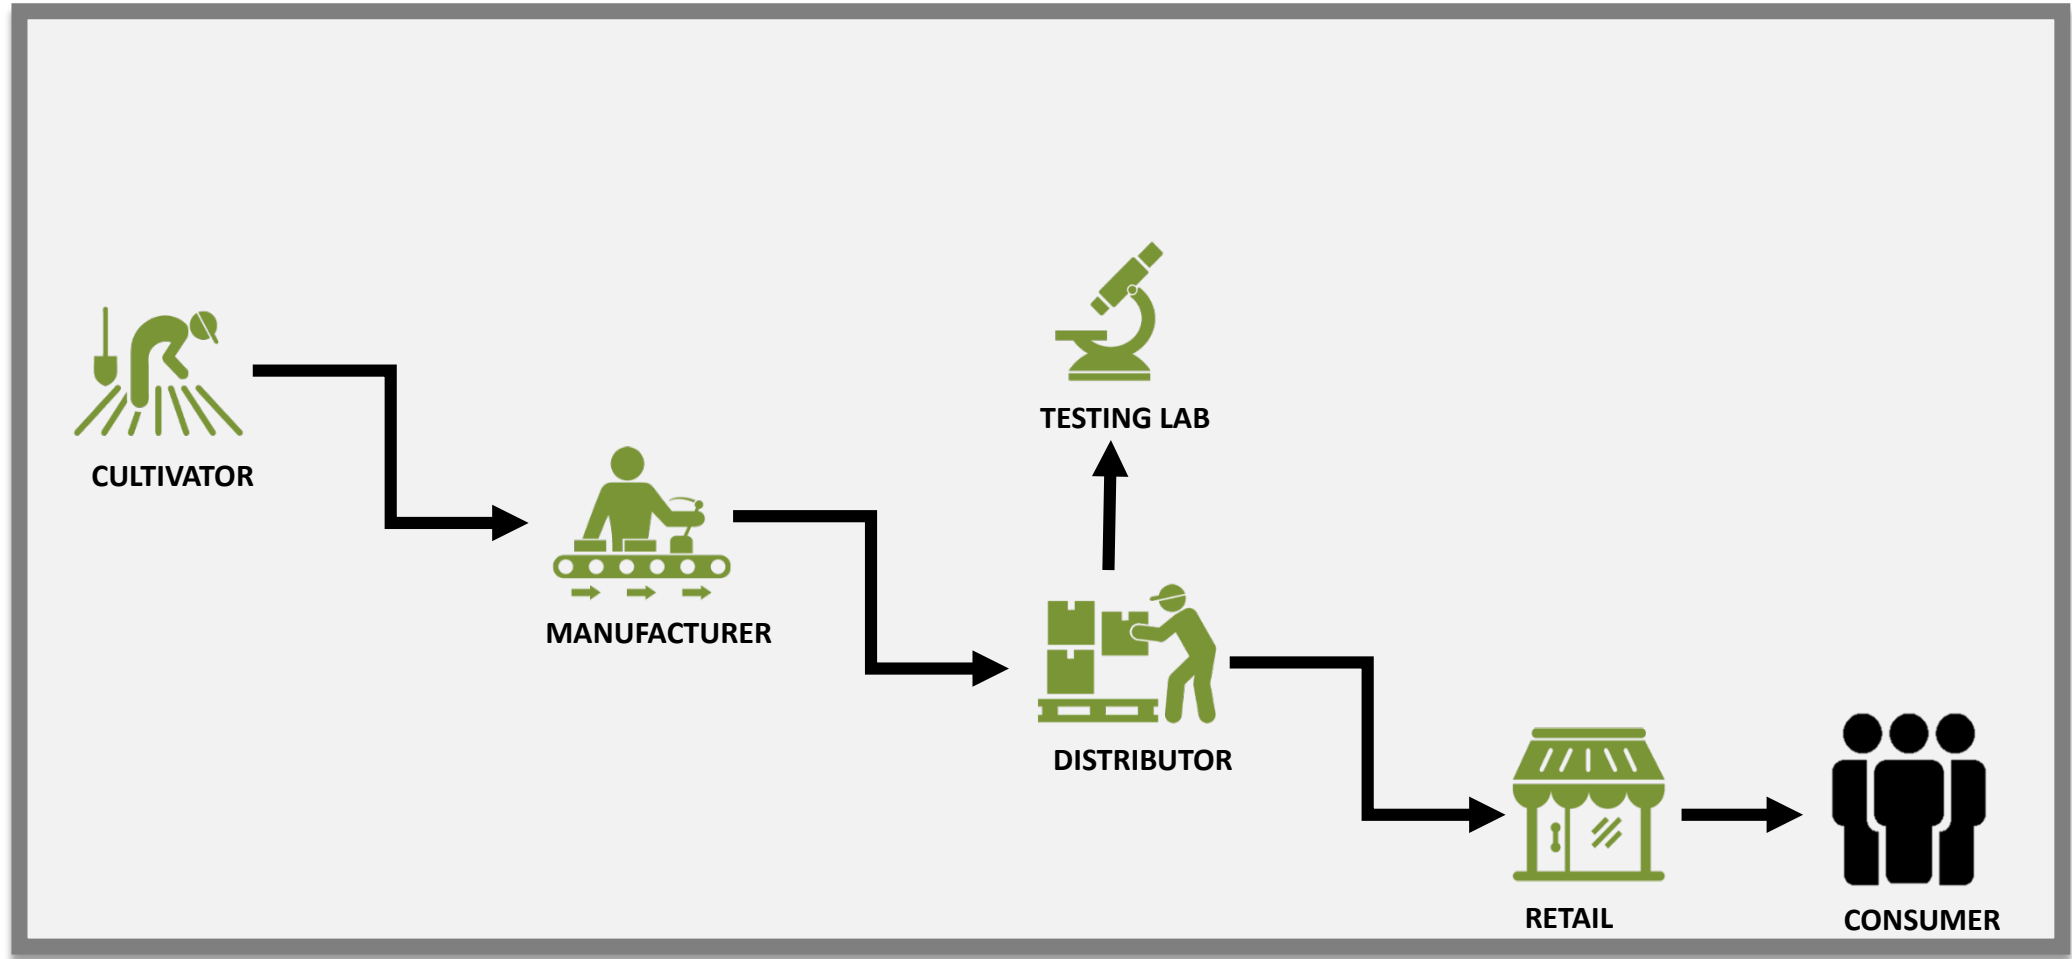 TESTING LAB
CULTIVATOR
MANUFACTURER
DISTRIBUTOR
RETAIL
CONSUMER